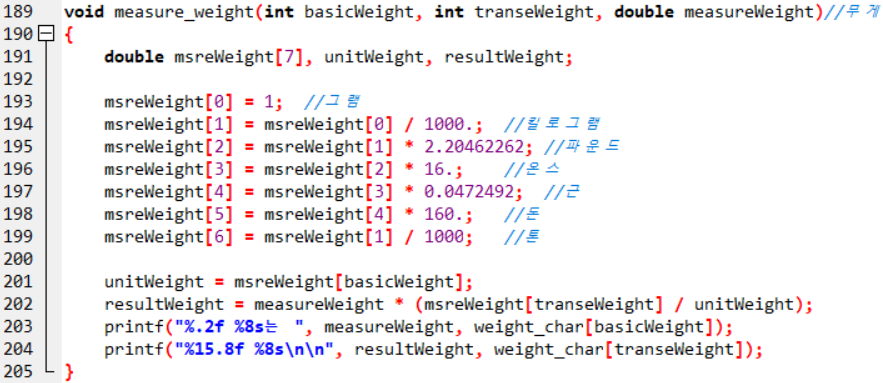 189 void measure_weight(int basicWeight, int transeWeight, double measureWeight)//무게
190 {
191     double msreWeight[7], unitWeight, resultWeight;
192
193     msreWeight[0] = 1;  //그램
194     msreWeight[1] = msreWeight[0] / 1000.;  //킬로그램
195     msreWeight[2] = msreWeight[1] * 2.20462262; //파운드
196     msreWeight[3] = msreWeight[2] * 16.;    //온스
197     msreWeight[4] = msreWeight[3] * 0.0472492;  //근
198     msreWeight[5] = msreWeight[4] * 160.;   //돈
199     msreWeight[6] = msreWeight[1] / 1000;   //톤
200
201     unitWeight = msreWeight[basicWeight];
202     resultWeight = measureWeight * (msreWeight[transeWeight] / unitWeight);
203     printf("%.2f %8s는  ", measureWeight, weight_char[basicWeight]);
204     printf("%15.8f %8s\n\n", resultWeight, weight_char[transeWeight]);
205 }